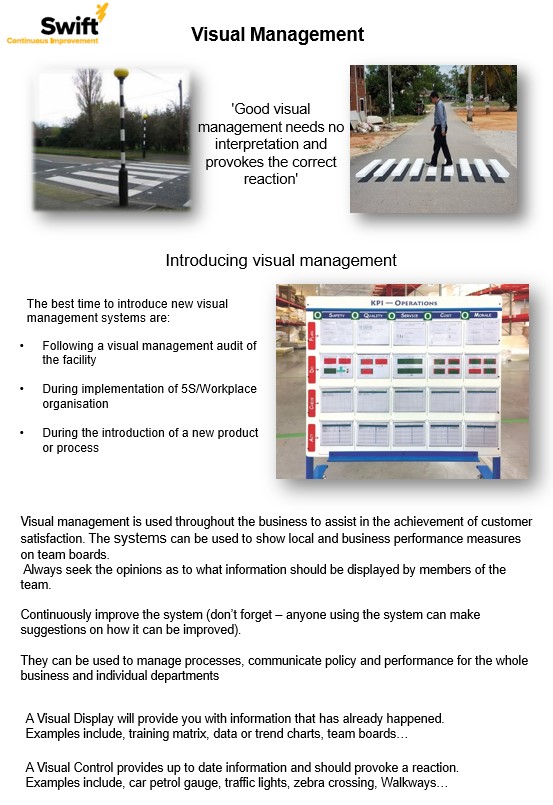 Swift
Continuous Improvement
Visual Management
'Good visual
management needs no
interpretation and
provokes the correct
reaction'
Introducing visual management
The best time to introduce new visual
management systems are:
• Following a visual management audit of
the facility
• During implementation of 5S/Workplace
organisation
• During the introduction of a new product
or process
KPI — Operations
Safety
Quality
Service
Cost
Morale
Plan
Do
Check
Act
Visual management is used throughout the business to assist in the achievement of customer
satisfaction. The systems can be used to show local and business performance measures
on team boards.
Always seek the opinions as to what information should be displayed by members of the
team.
Continuously improve the system (don’t forget – anyone using the system can make
suggestions on how it can be improved).
They can be used to manage processes, communicate policy and performance for the whole
business and individual departments
A Visual Display will provide you with information that has already happened.
Examples include, training matrix, data or trend charts, team boards…
A Visual Control provides up to date information and should provoke a reaction.
Examples include, car petrol gauge, traffic lights, zebra crossing, Walkways…